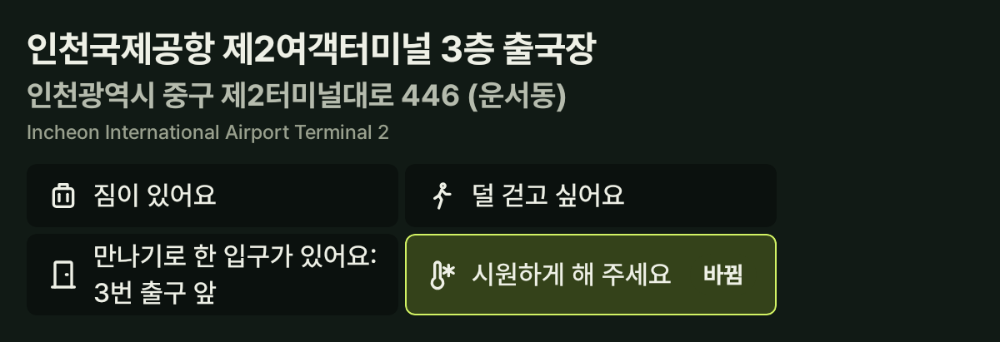 인천국제공항 제2여객터미널 3층 출국장
인천광역시 중구 제2터미널대로 446 (운서동)
Incheon International Airport Terminal 2
짐이 있어요
덜 걷고 싶어요
만나기로 한 입구가 있어요:
3번 출구 앞
시원하게 해 주세요 바뀜